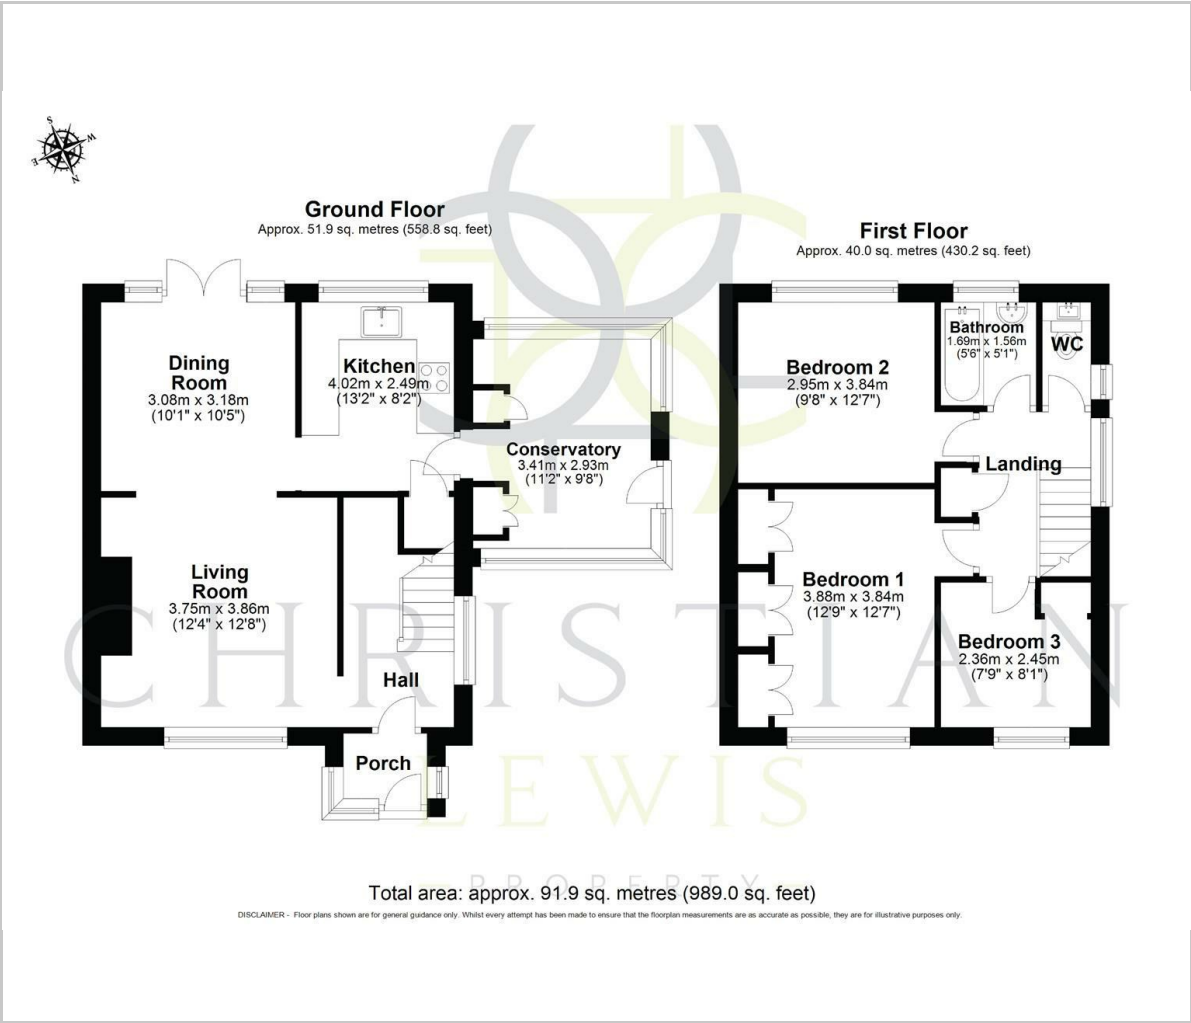 S
W
E
N
Ground Floor
Approx. 51.9 sq. metres (558.8 sq. feet)
First Floor
Approx. 40.0 sq. metres (430.2 sq. feet)
Dining
Room
3.08m x 3.18m
(10'1" x 10'5")
Kitchen
4.02m x 2.49m
(13'2" x 8'2")
Conservatory
3.41m x 2.93m
(11'2" x 9'8")
Living
Room
3.75m x 3.86m
(12'4" x 12'8")
Hall
Porch
Bedroom 2
2.95m x 3.84m
(9'8" x 12'7")
Bathroom
1.69m x 1.56m
(5'6" x 5'1")
WC
Landing
Bedroom 1
3.88m x 3.84m
(12'9" x 12'7")
Bedroom 3
2.36m x 2.45m
(7'9" x 8'1")
CHRISTIAN
LEWIS
PROPERTY
Total area: approx. 91.9 sq. metres (989.0 sq. feet)
DISCLAIMER - Floor plans shown are for general guidance only. Whilst every attempt has been made to ensure that the floorplan measurements are as accurate as possible, they are for illustrative purposes only.